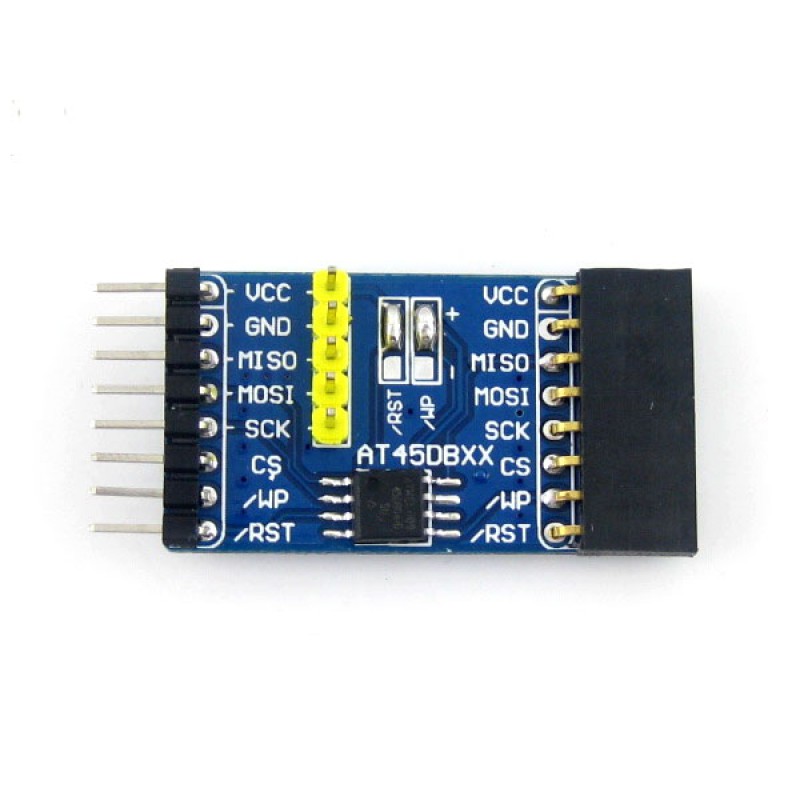 VCC
GND
MISO
MOSI
SCK
CS
/WP
/RST
+
-
/RST
/WP
AT45DBXX
VCC
GND
MISO
MOSI
SCK
CS
/WP
/RST